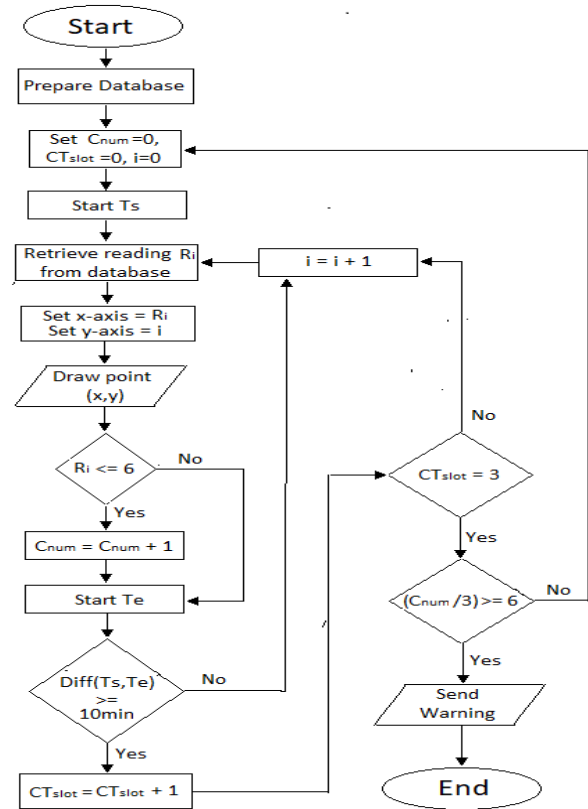 Start
Prepare Database
Set Cnum =0,
CTslot =0, i=0
Start Ts
Retrieve reading Ri
from database
i = i + 1
Set x-axis = Ri
Set y-axis = i
Draw point
(x,y)
Ri <= 6
No
Yes
Cnum = Cnum + 1
Start Te
Diff(Ts,Te)
>=
10min
No
Yes
CTslot = CTslot + 1
CTslot = 3
No
Yes
(Cnum /3) >= 6
No
Yes
Send
Warning
End